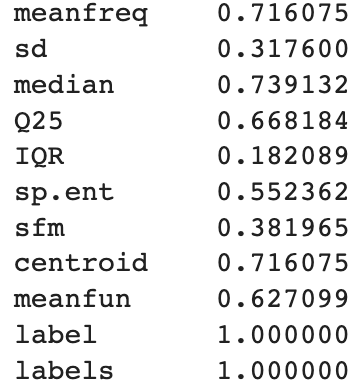 meanfreq 0.716075
sd 0.317600
median 0.739132
Q25 0.668184
IQR 0.182089
sp.ent 0.552362
sfm 0.381965
centroid 0.716075
meanfun 0.627099
label 1.000000
labels 1.000000